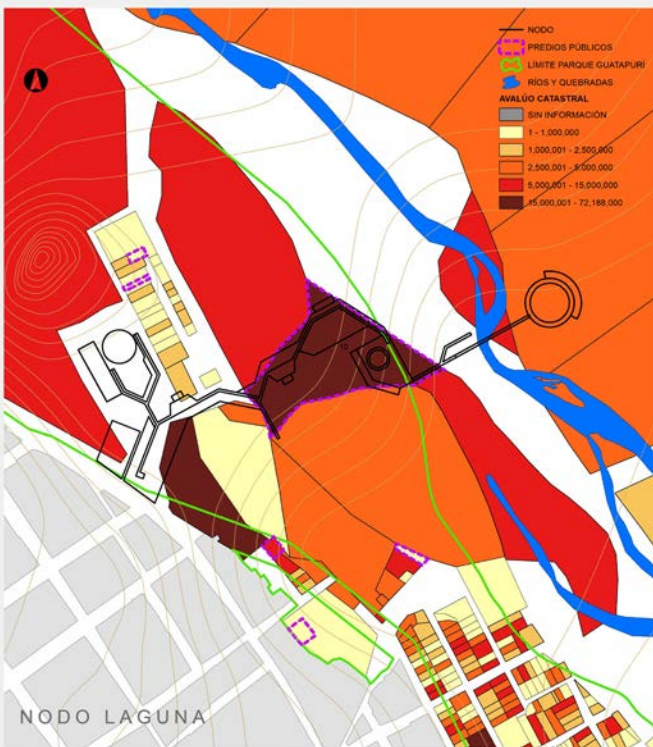 NODO
PREDIOS PÚBLICOS
LÍMITE PARQUE GUATAPURÍ
RÍOS Y QUEBRADAS
AVALÚO CATASTRAL
SIN INFORMACIÓN
1 - 1,000,000
1,000,001 - 2,500,000
2,500,001 - 5,000,000
5,000,001 - 15,000,000
15,000,001 - 72,188,000
NODO LAGUNA